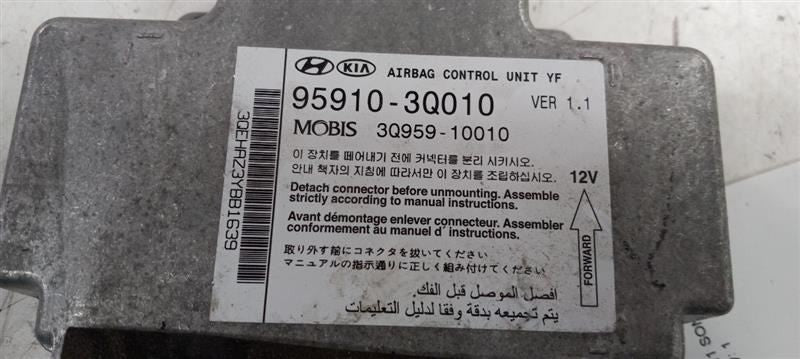 HYUNDAI KIA AIRBAG CONTROL UNIT YF
95910-3Q010 VER 1.1
MOBIS 3Q959-10010
이 장치를 떼어내기 전에 커넥터를 분리 시키시오.
안내 책자의 지침에 따라서만 이 장치를 조립하십시오.
12V
Detach connector before unmounting. Assemble
strictly according to manual instructions.
Avant démontage enlever connecteur. Assembler
conformement au manuel d' instructions.
取り外す前にコネクタを抜いてください
マニュアルの指示通りに正しく組み付けてください
افصل الموصل قبل الفك.
يتم تجميعه بدقة وفقا لدليل التعليمات
FORWARD
3QEHAZ3YBB1639